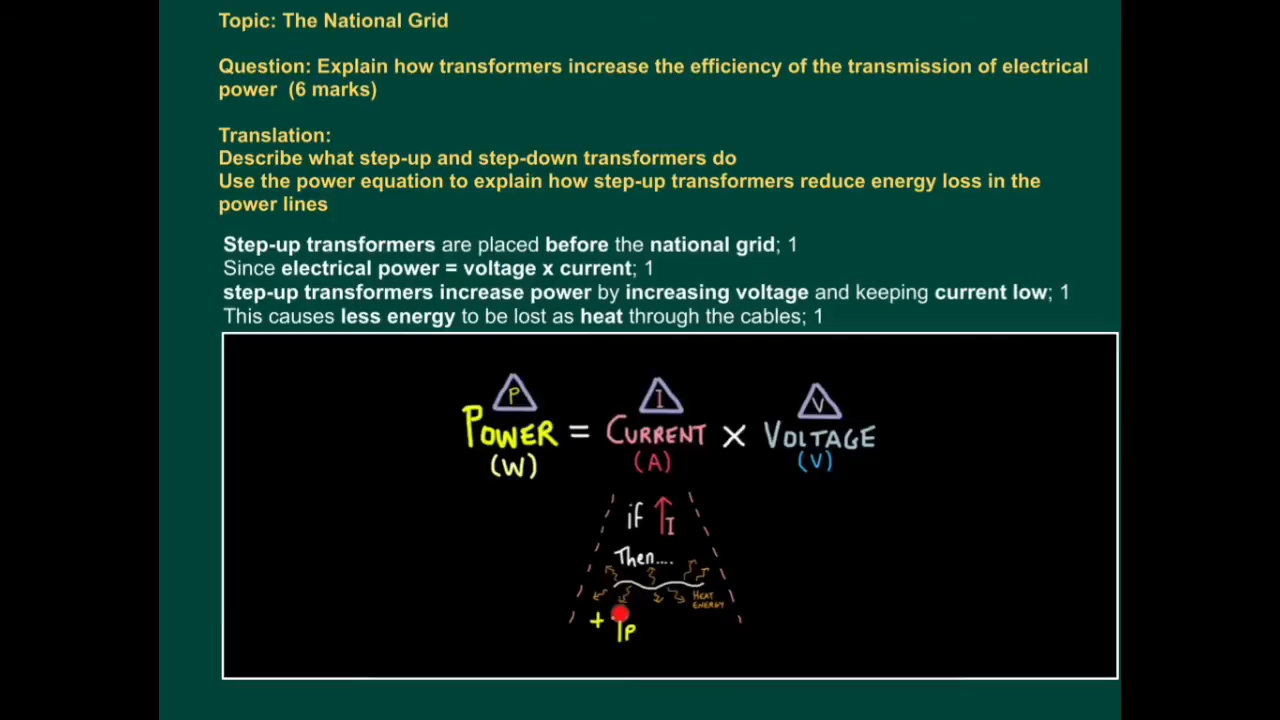 Topic: The National Grid
Question: Explain how transformers increase the efficiency of the transmission of electrical
power (6 marks)
Translation:
Describe what step-up and step-down transformers do
Use the power equation to explain how step-up transformers reduce energy loss in the
power lines
Step-up transformers are placed before the national grid; 1
Since electrical power = voltage x current; 1
step-up transformers increase power by increasing voltage and keeping current low; 1
This causes less energy to be lost as heat through the cables; 1
P I V
POWER = CURRENT X VOLTAGE
(W) (A) (V)
if ↑I
Then....
HEAT
ENERGY
+ ↑P